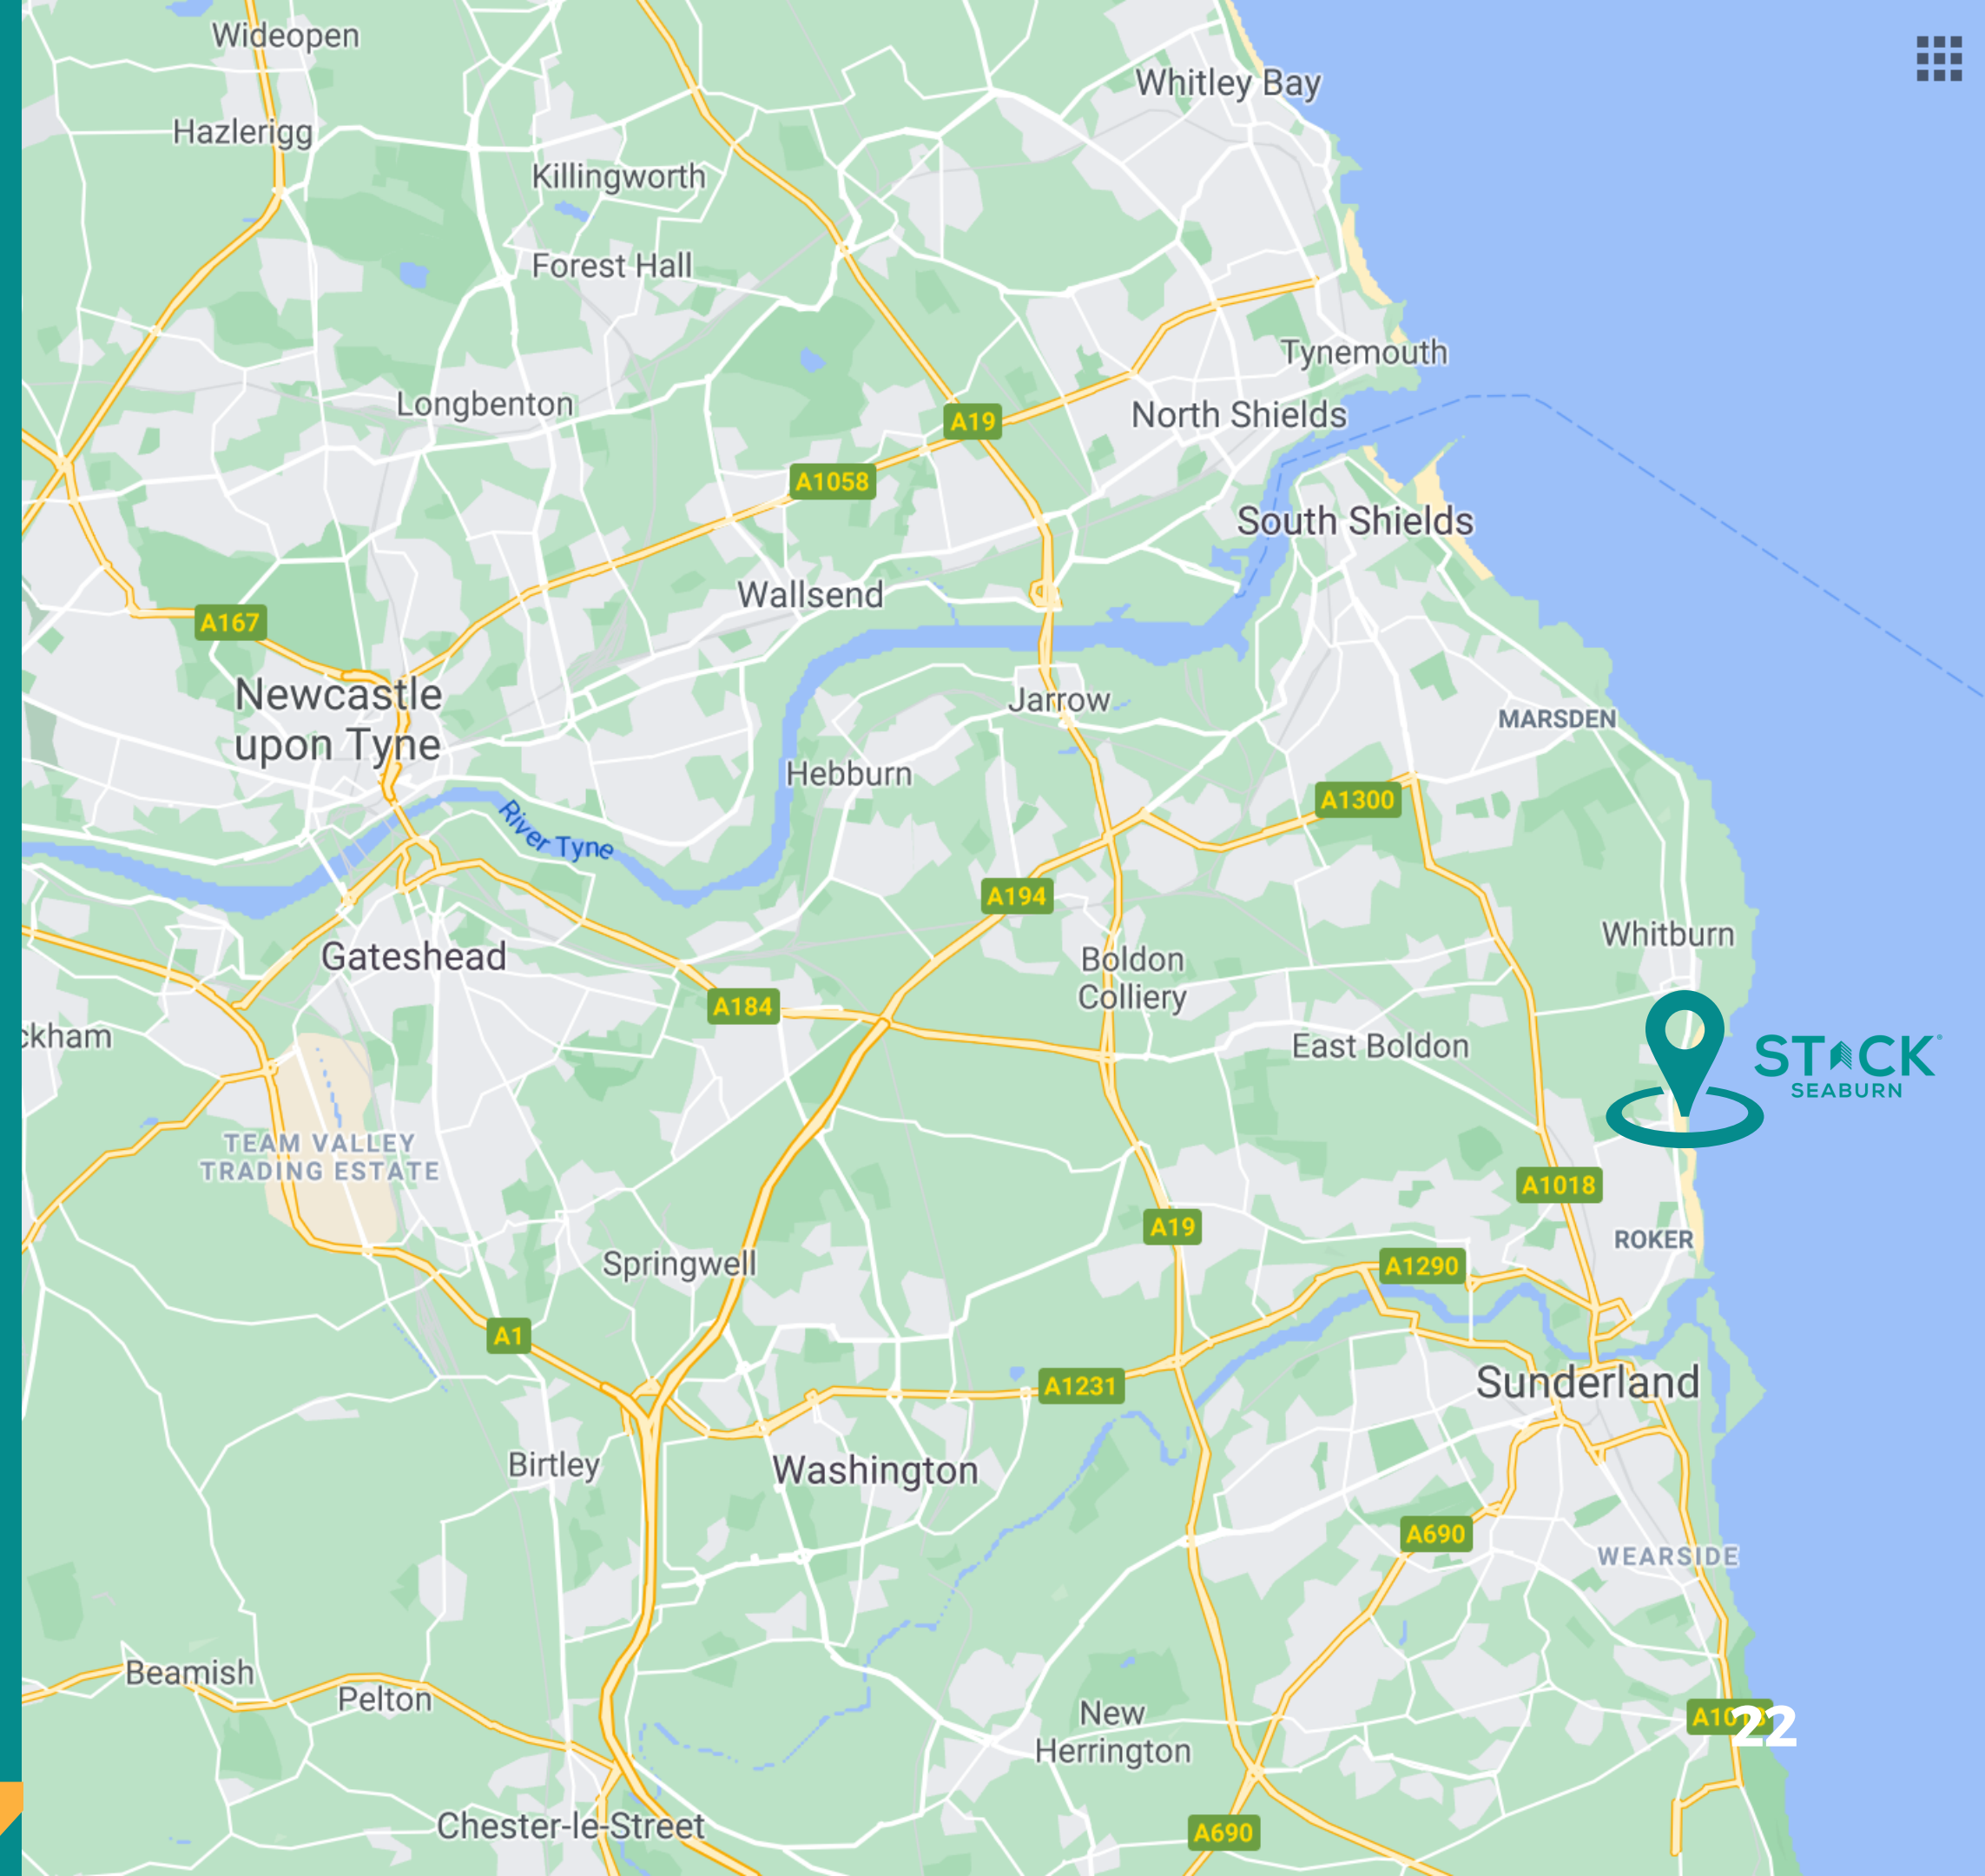 Wideopen
Whitley Bay
Hazlerigg
Killingworth
Forest Hall
Tynemouth
Longbenton
North Shields
A19
A1058
South Shields
Wallsend
A167
Newcastle
upon Tyne
Jarrow
MARSDEN
Hebburn
A1300
River Tyne
A194
Whitburn
Gateshead
Boldon
Colliery
A184
ckham
East Boldon
STACK
SEABURN
TEAM VALLEY
TRADING ESTATE
A1018
A19
ROKER
Springwell
A1290
A1
A1231
Sunderland
Birtley
Washington
A690
WEARSIDE
Beamish
Pelton
New
Herrington
22
Chester-le-Street
A690